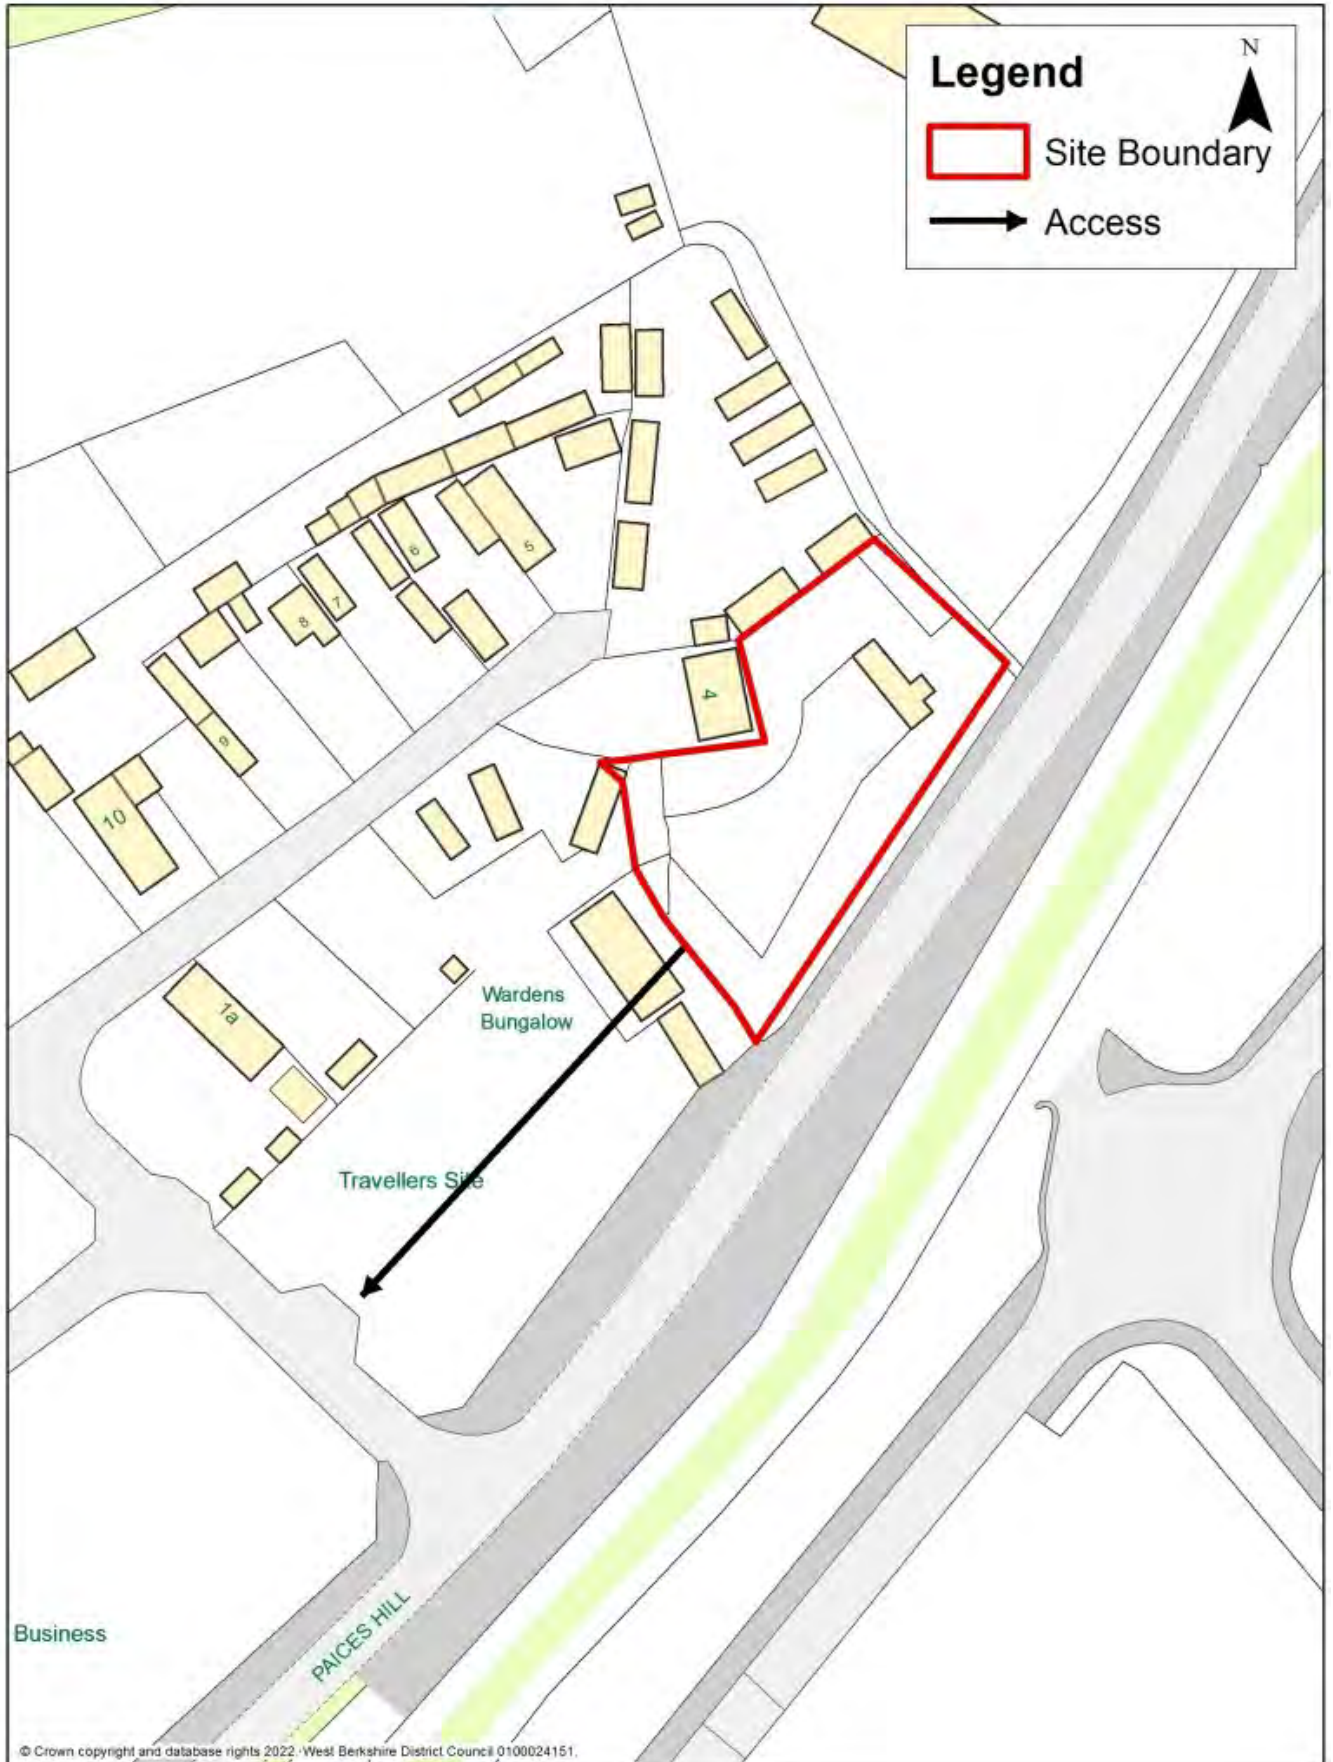 Legend
N
Site Boundary
Access
6
5
7
8
4
9
10
1a
Wardens
Bungalow
Travellers Site
Business
PAICES HILL
© Crown copyright and database rights 2022. West Berkshire District Council 0100024151.